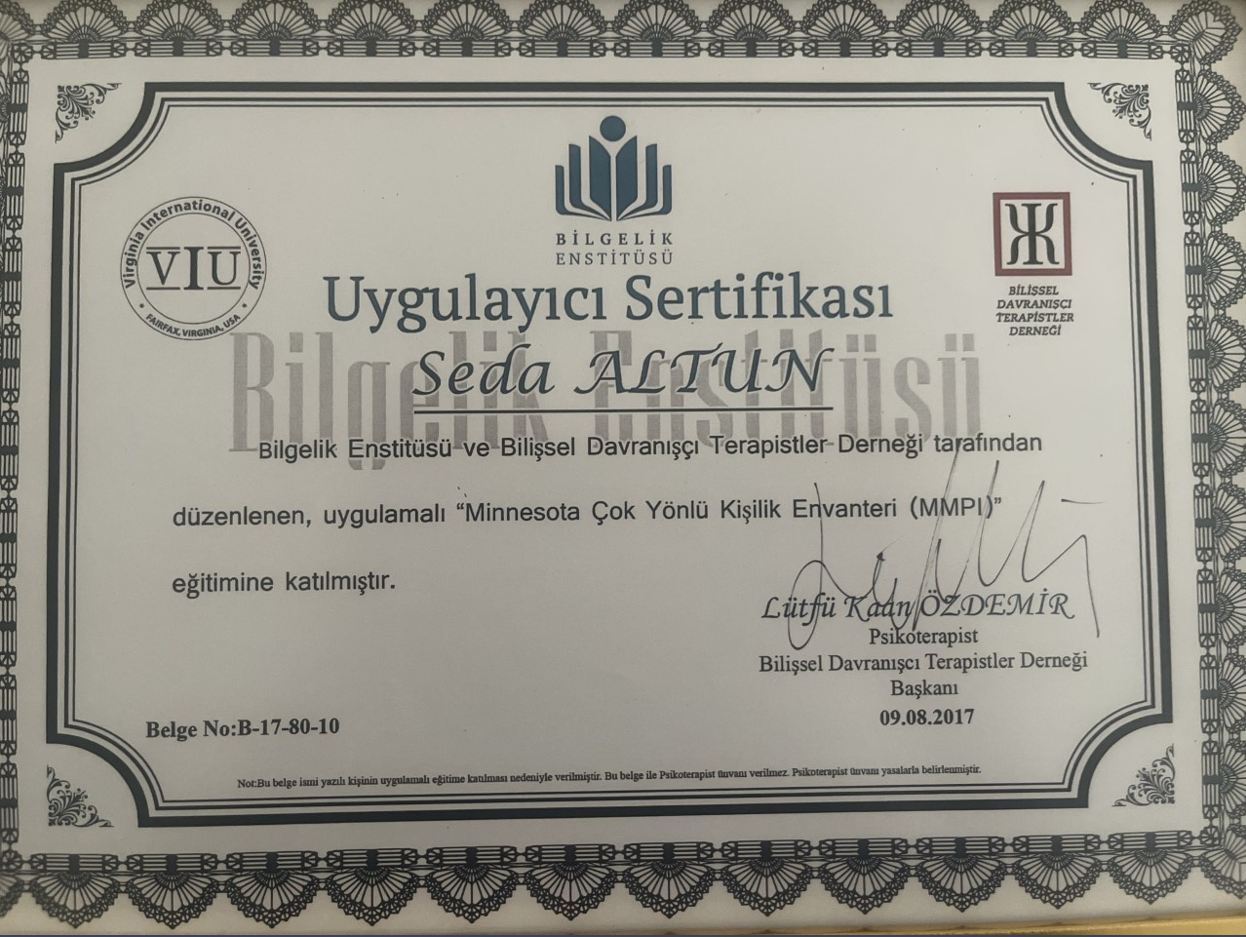 BİLGELİK
ENSTİTÜSÜ
Virginia International University
VIU
FAIRFAX, VIRGINIA, USA
BİLİŞSEL
DAVRANIŞÇI
TERAPİSTLER
DERNEĞİ
Uygulayıcı Sertifikası
Bilgelik Enstitüsü
Seda ALTUN
Bilgelik Enstitüsü ve Bilişsel Davranışçı Terapistler Derneği tarafından
düzenlenen, uygulamalı “Minnesota Çok Yönlü Kişilik Envanteri (MMPI)”
eğitimine katılmıştır.
Lütfü Kaan ÖZDEMİR
Psikoterapist
Bilişsel Davranışcı Terapistler Derneği
Başkanı
09.08.2017
Belge No:B-17-80-10
Not:Bu belge ismi yazılı kişinin uygulamalı eğitime katılması nedeniyle verilmiştir. Bu belge ile Psikoterapist ünvanı verilmez. Psikoterapist ünvanı yasalarla belirlenmiştir.